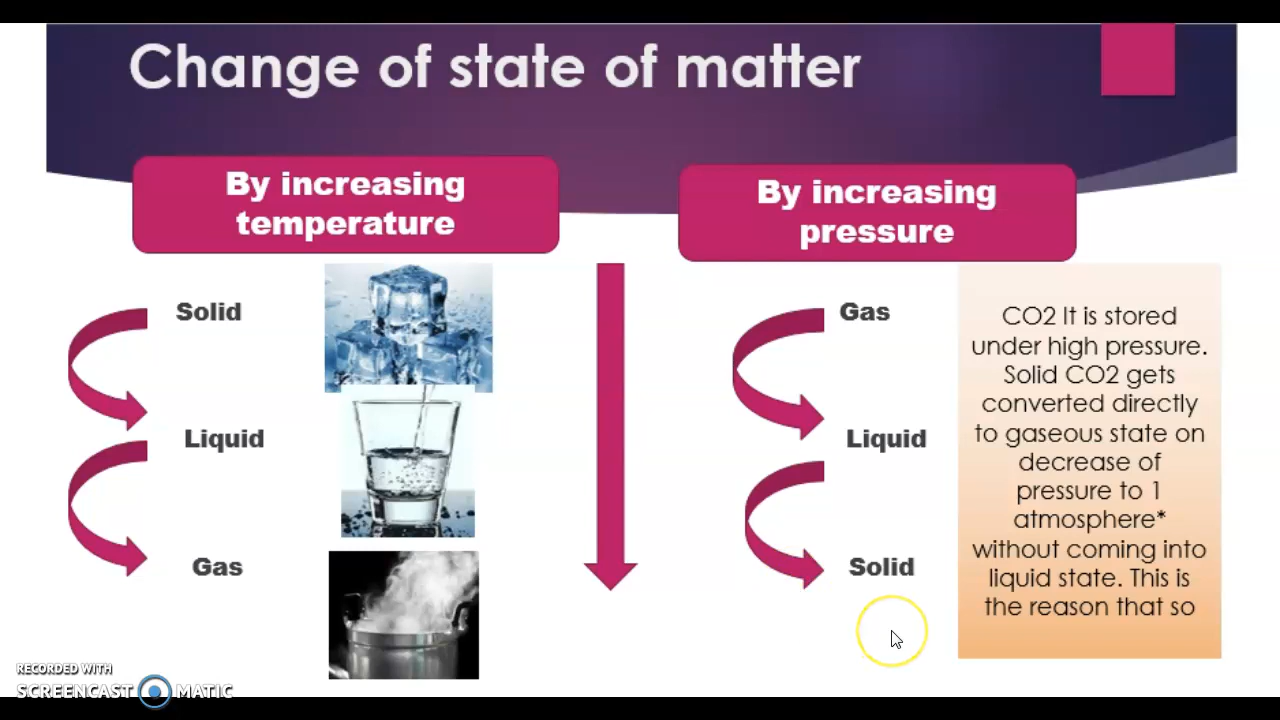 Change of state of matter
By increasing
temperature
Solid
Liquid
Gas
By increasing
pressure
Gas
Liquid
Solid
CO2 It is stored
under high pressure.
Solid CO2 gets
converted directly
to gaseous state on
decrease of
pressure to 1
atmosphere*
without coming into
liquid state. This is
the reason that so
RECORDED WITH
SCREENCAST MATIC